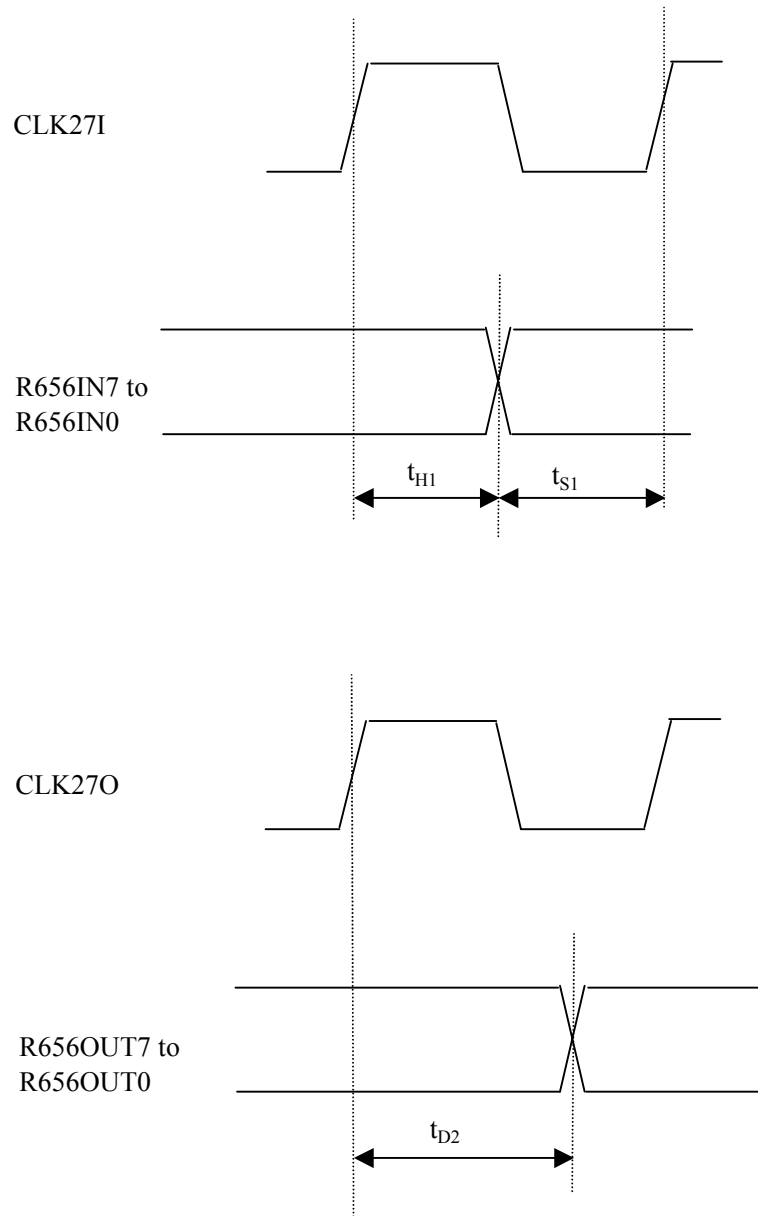 CLK27I
R656IN7 to
R656IN0
tH1
tS1
CLK27O
R656OUT7 to
R656OUT0
tD2